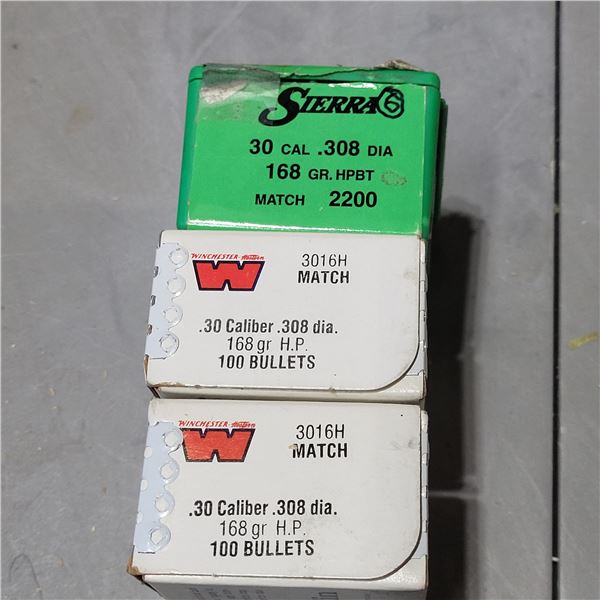 SIERRA 6
30 CAL .308 DIA
168 GR. HPBT
MATCH 2200
WINCHESTER-Western
W
3016H
MATCH
.30 Caliber .308 dia.
168 gr H.P.
100 BULLETS
WINCHESTER-Western
W
3016H
MATCH
.30 Caliber .308 dia.
168 gr H.P.
100 BULLETS